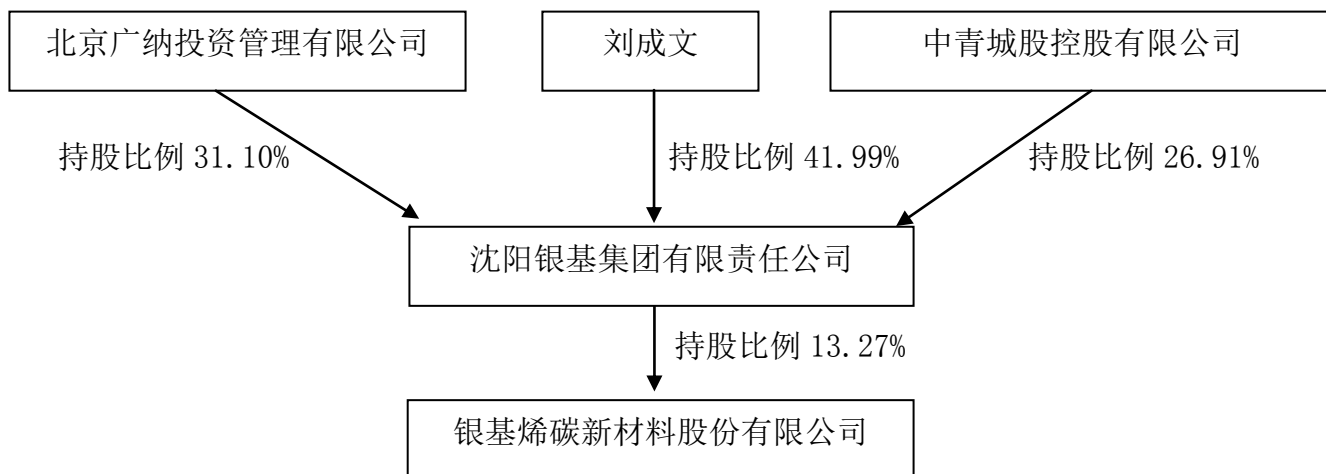 北京广纳投资管理有限公司
刘成文
中青城股控股有限公司
持股比例 31.10%
持股比例 41.99%
持股比例 26.91%
沈阳银基集团有限责任公司
持股比例 13.27%
银基烯碳新材料股份有限公司